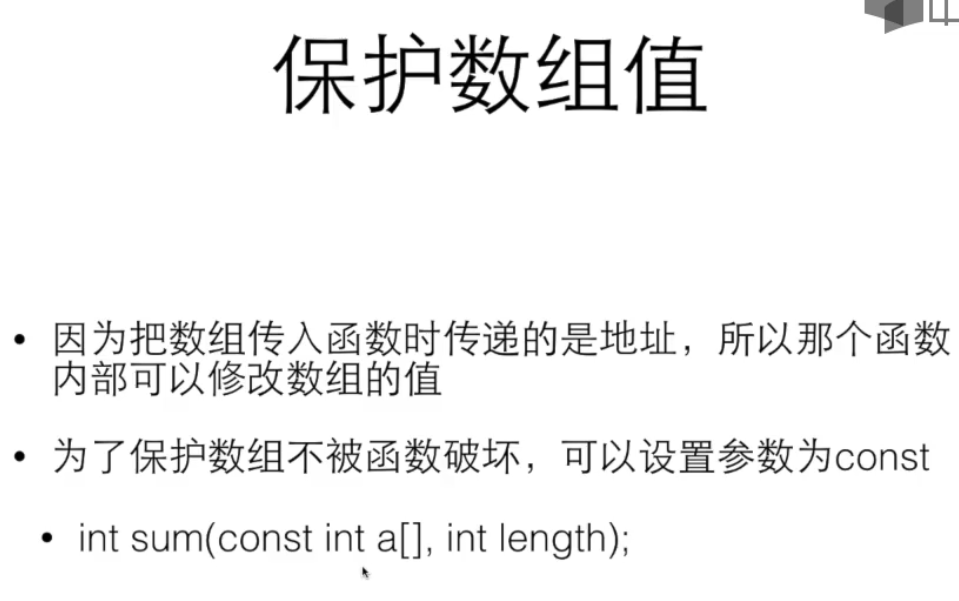 保护数组值
• 因为把数组传入函数时传递的是地址，所以那个函数
内部可以修改数组的值
• 为了保护数组不被函数破坏，可以设置参数为const
• int sum(const int a[], int length);